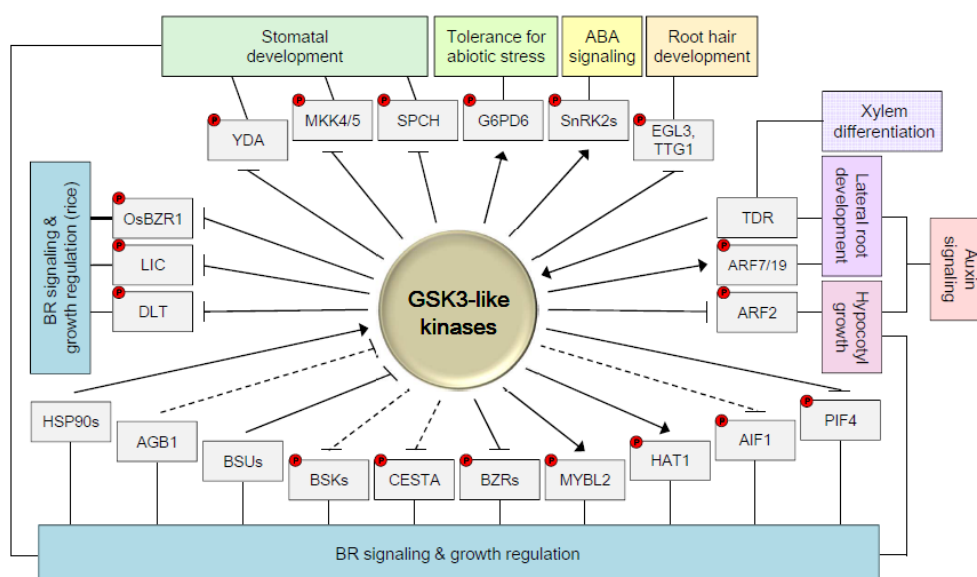 Stomatal
development
Tolerance for
abiotic stress
ABA
signaling
Root hair
development
P
YDA
P
MKK4/5
P
SPCH
P
G6PD6
P
SnRK2s
P
EGL3,
TTG1
Xylem
differentiation
BR signaling &
growth regulation (rice)
P
OsBZR1
P
LIC
P
DLT
GSK3-like
kinases
TDR
P
ARF7/19
P
ARF2
Lateral root
development
Hypocotyl
growth
Auxin
signaling
HSP90s
AGB1
BSUs
P
BSKs
P
CESTA
P
BZRs
P
MYBL2
P
HAT1
P
AIF1
P
PIF4
BR signaling & growth regulation